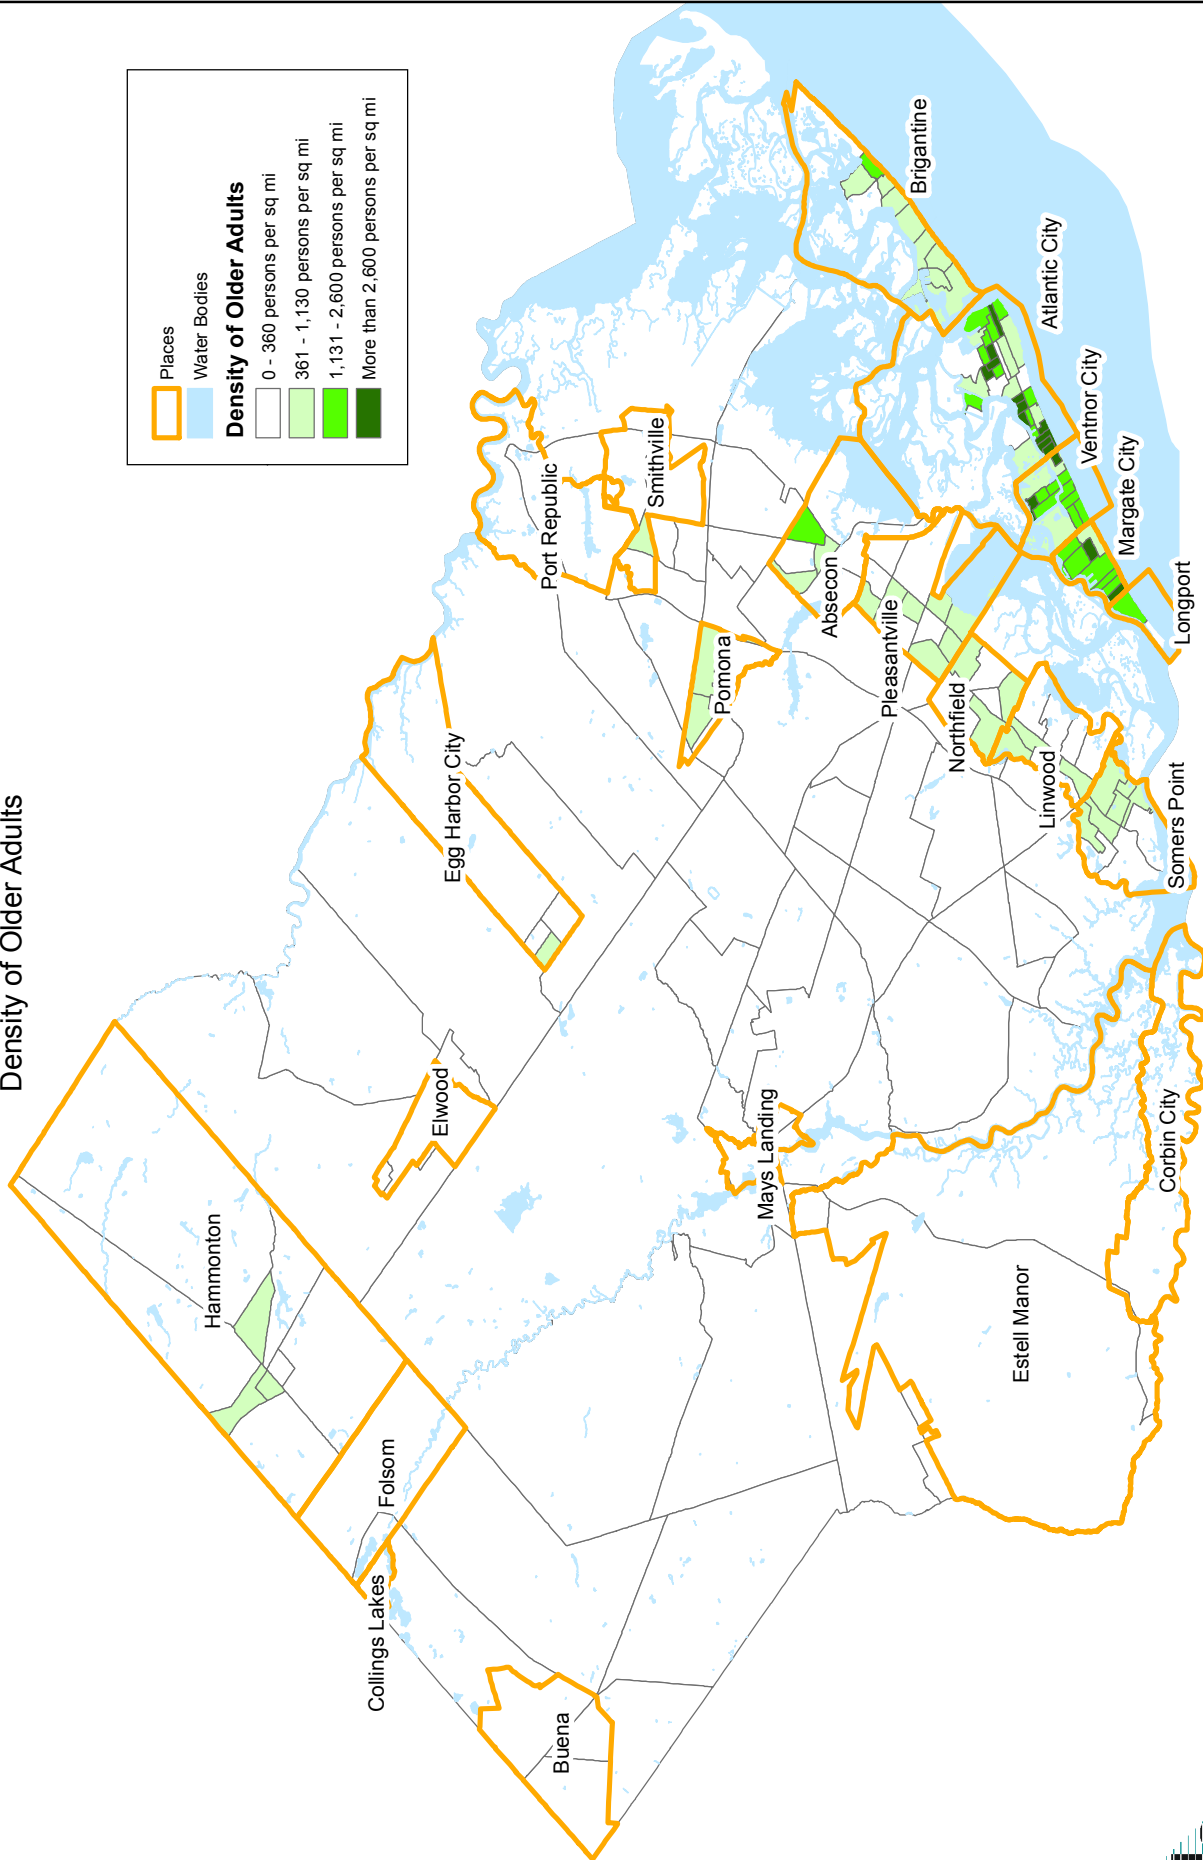 Density of Older Adults
Places
Water Bodies
Density of Older Adults
0 - 360 persons per sq mi
361 - 1,130 persons per sq mi
1,131 - 2,600 persons per sq mi
More than 2,600 persons per sq mi
Hammonton
Folsom
Collings Lakes
Buena
Elwood
Egg Harbor City
Port Republic
Smithville
Pomona
Absecon
Pleasantville
Northfield
Linwood
Somers Point
Mays Landing
Estell Manor
Corbin City
Brigantine
Atlantic City
Ventnor City
Margate City
Longport